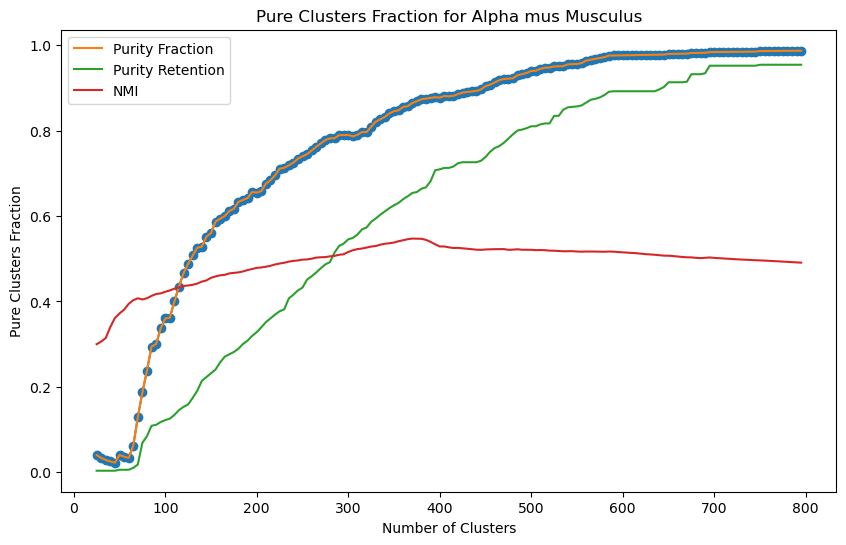 Pure Clusters Fraction for Alpha mus Musculus
Purity Fraction
Purity Retention
NMI
Pure Clusters Fraction
1.0
0.8
0.6
0.4
0.2
0.0
0 100 200 300 400 500 600 700 800
Number of Clusters